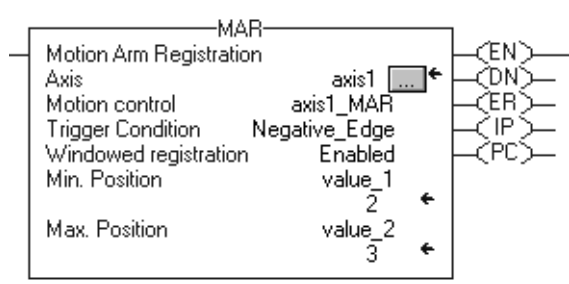 MAR
Motion Arm Registration EN
Axis axis1 ... DN
Motion control axis1_MAR ER
Trigger Condition Negative_Edge IP
Windowed registration Enabled PC
Min. Position value_1
2
Max. Position value_2
3